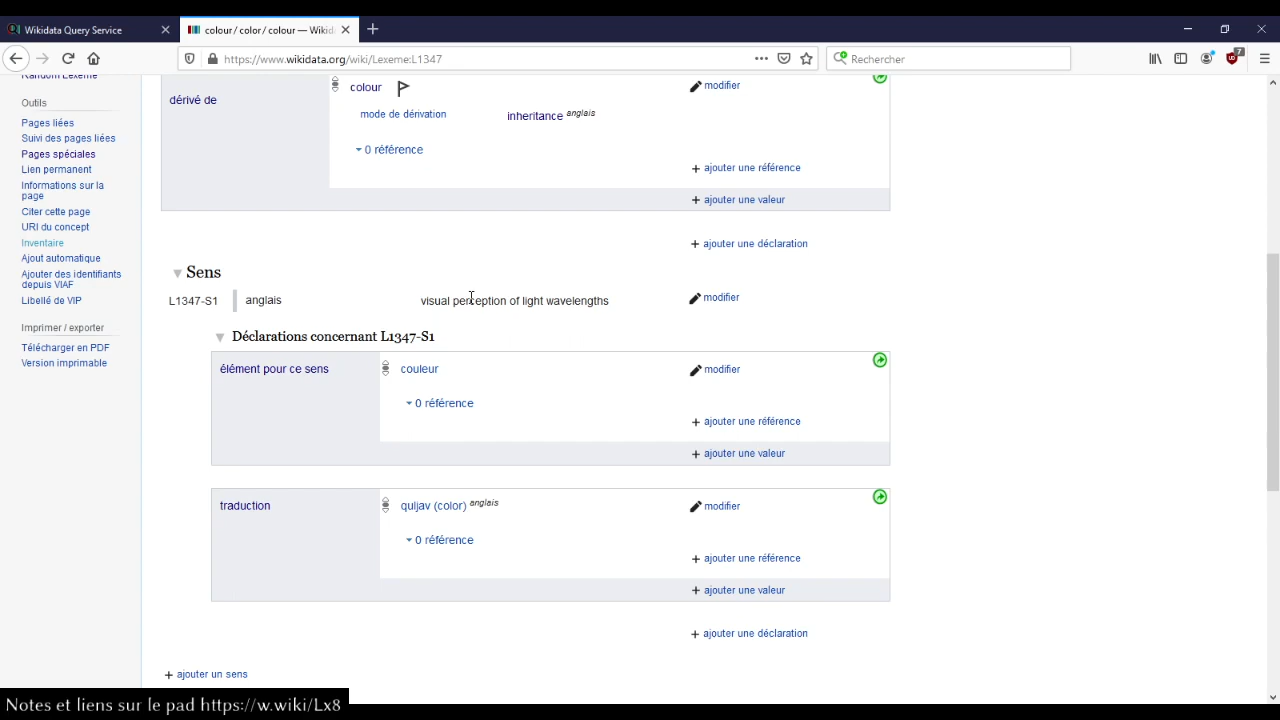 Wikidata Query Service
colour / color / colour — Wikid
https://www.wikidata.org/wiki/Lexeme:L1347
Rechercher
7
Random Lexeme
Outils
Pages liées
Suivi des pages liées
Pages spéciales
Lien permanent
Informations sur la
page
Citer cette page
URI du concept
Inventaire
Ajout automatique
Ajouter des identifiants
depuis VIAF
Libellé de VIP
Imprimer / exporter
Télécharger en PDF
Version imprimable
dérivé de
colour
modifier
mode de dérivation
inheritance anglais
0 référence
+ ajouter une référence
+ ajouter une valeur
+ ajouter une déclaration
Sens
L1347-S1
anglais
visual perception of light wavelengths
modifier
Déclarations concernant L1347-S1
élément pour ce sens
couleur
modifier
0 référence
+ ajouter une référence
+ ajouter une valeur
traduction
quljav (color) anglais
modifier
0 référence
+ ajouter une référence
+ ajouter une valeur
+ ajouter une déclaration
+ ajouter un sens
Notes et liens sur le pad https://w.wiki/Lx8